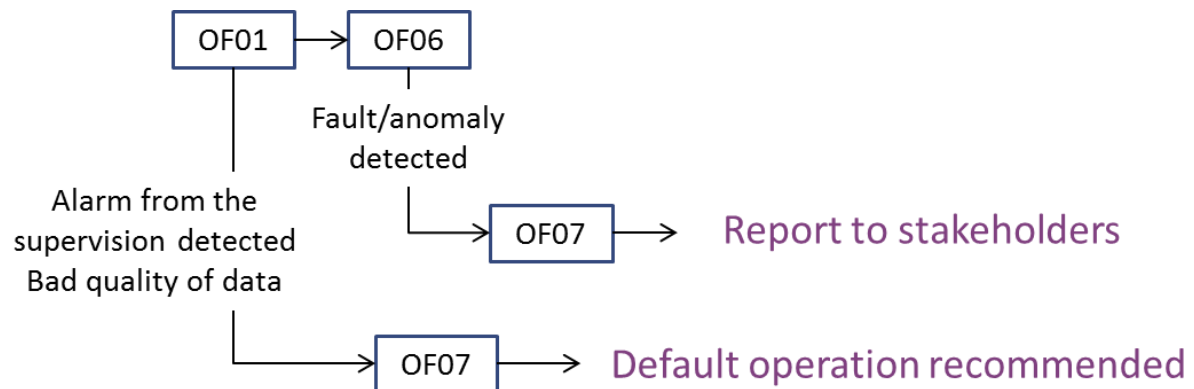 OF01
OF06
Fault/anomaly
detected
Alarm from the
supervision detected
Bad quality of data
OF07
Report to stakeholders
OF07
Default operation recommended